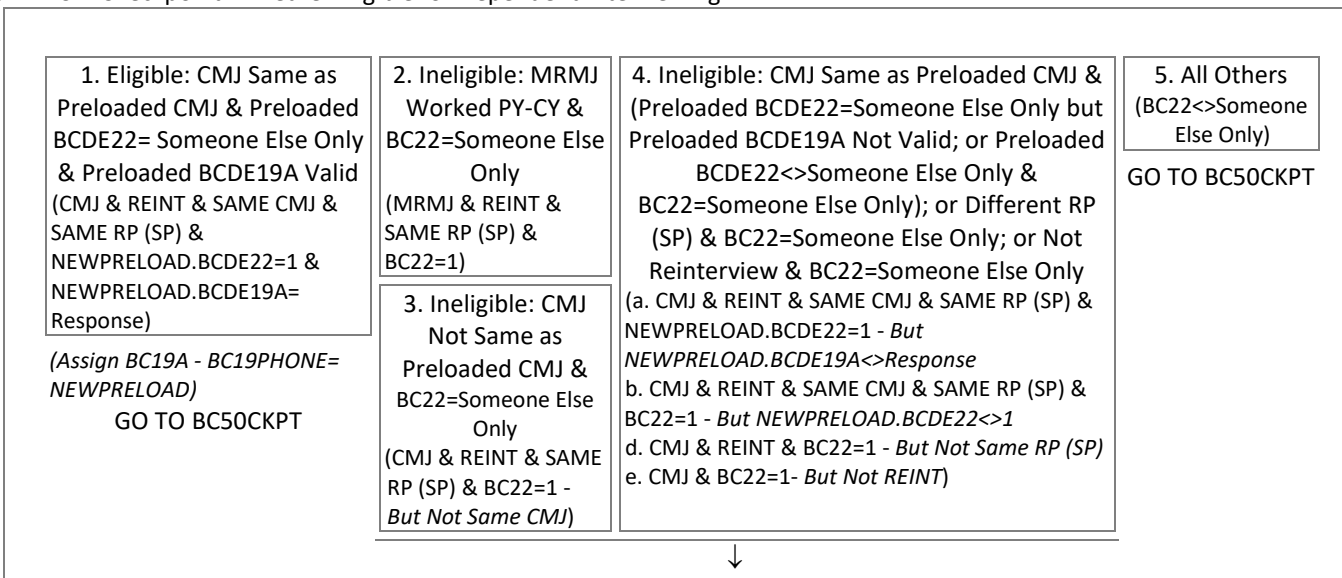 1. Eligible: CMJ Same as
Preloaded CMJ & Preloaded
BCDE22= Someone Else Only
& Preloaded BCDE19A Valid
(CMJ & REINT & SAME CMJ &
SAME RP (SP) &
NEWPRELOAD.BCDE22=1 &
NEWPRELOAD.BCDE19A=
Response)
(Assign BC19A - BC19PHONE=
NEWPRELOAD)
GO TO BC50CKPT
2. Ineligible: MRMJ
Worked PY-CY &
BC22=Someone Else
Only
(MRMJ & REINT &
SAME RP (SP) &
BC22=1)
3. Ineligible: CMJ
Not Same as
Preloaded CMJ &
BC22=Someone Else
Only
(CMJ & REINT & SAME
RP (SP) & BC22=1 -
But Not Same CMJ)
4. Ineligible: CMJ Same as Preloaded CMJ &
(Preloaded BCDE22=Someone Else Only but
Preloaded BCDE19A Not Valid; or Preloaded
BCDE22<>Someone Else Only &
BC22=Someone Else Only); or Different RP
(SP) & BC22=Someone Else Only; or Not
Reinterview & BC22=Someone Else Only
(a. CMJ & REINT & SAME CMJ & SAME RP (SP) &
NEWPRELOAD.BCDE22=1 - But
NEWPRELOAD.BCDE19A<>Response
b. CMJ & REINT & SAME CMJ & SAME RP (SP) &
BC22=1 - But NEWPRELOAD.BCDE22<>1
d. CMJ & REINT & BC22=1 - But Not Same RP (SP)
e. CMJ & BC22=1- But Not REINT)
5. All Others
(BC22<>Someone
Else Only)
GO TO BC50CKPT
↓